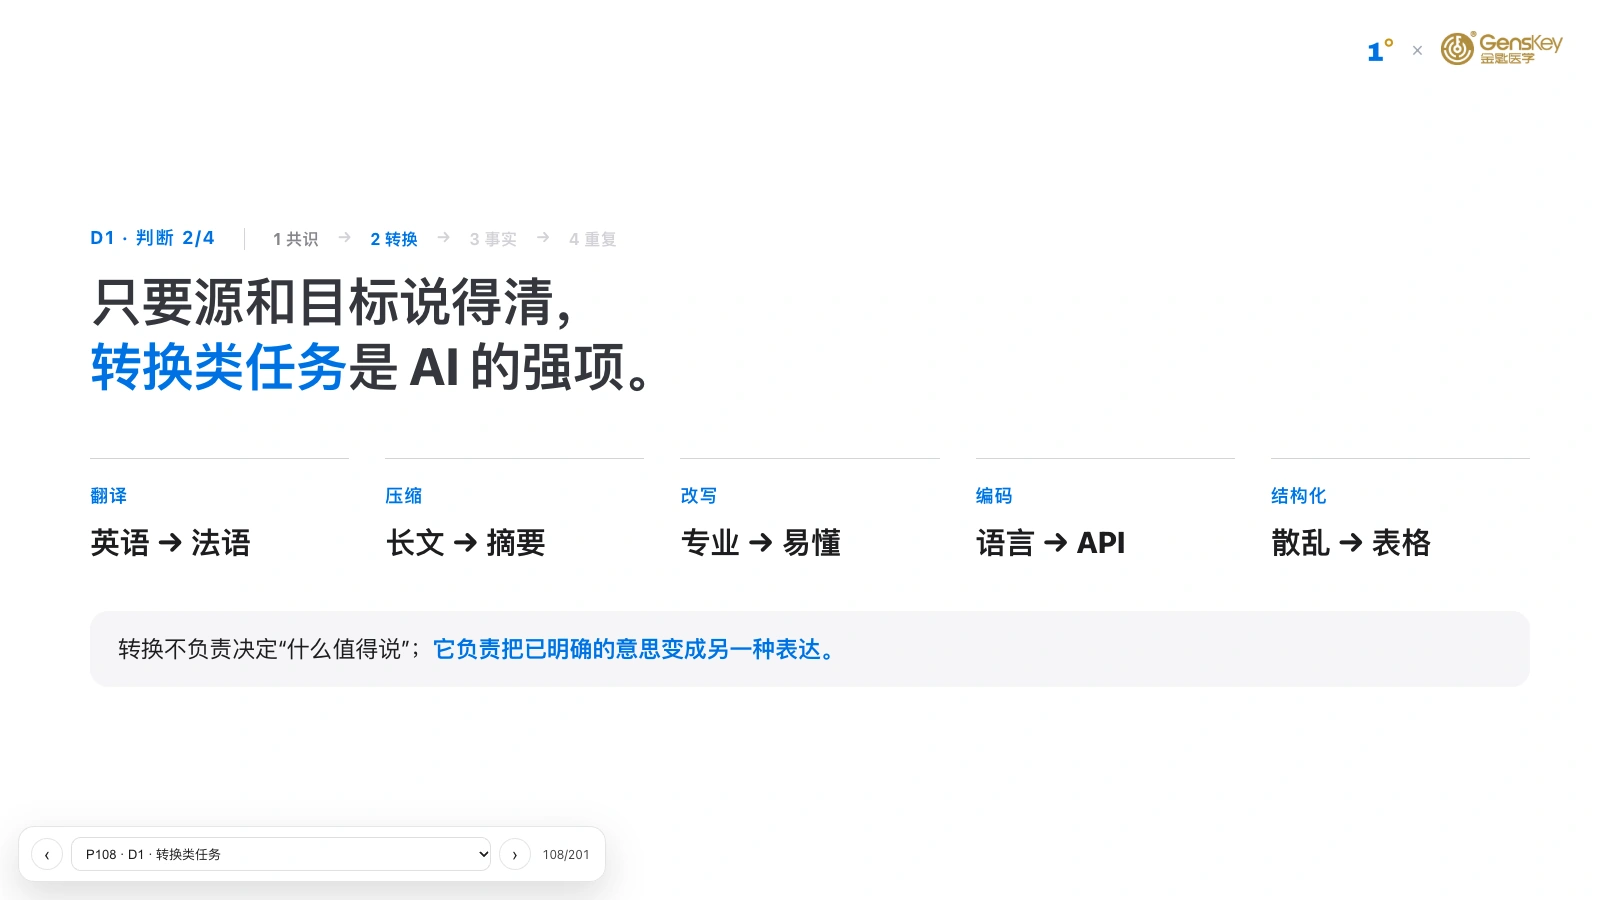 1° × GensKey®
金匙医学
D1 · 判断 2/4 1 共识 → 2 转换 → 3 事实 → 4 重复
只要源和目标说得清，
转换类任务是 AI 的强项。
翻译
英语 → 法语
压缩
长文 → 摘要
改写
专业 → 易懂
编码
语言 → API
结构化
散乱 → 表格
转换不负责决定“什么值得说”；它负责把已明确的意思变成另一种表达。
‹ P108 · D1 · 转换类任务 › 108/201